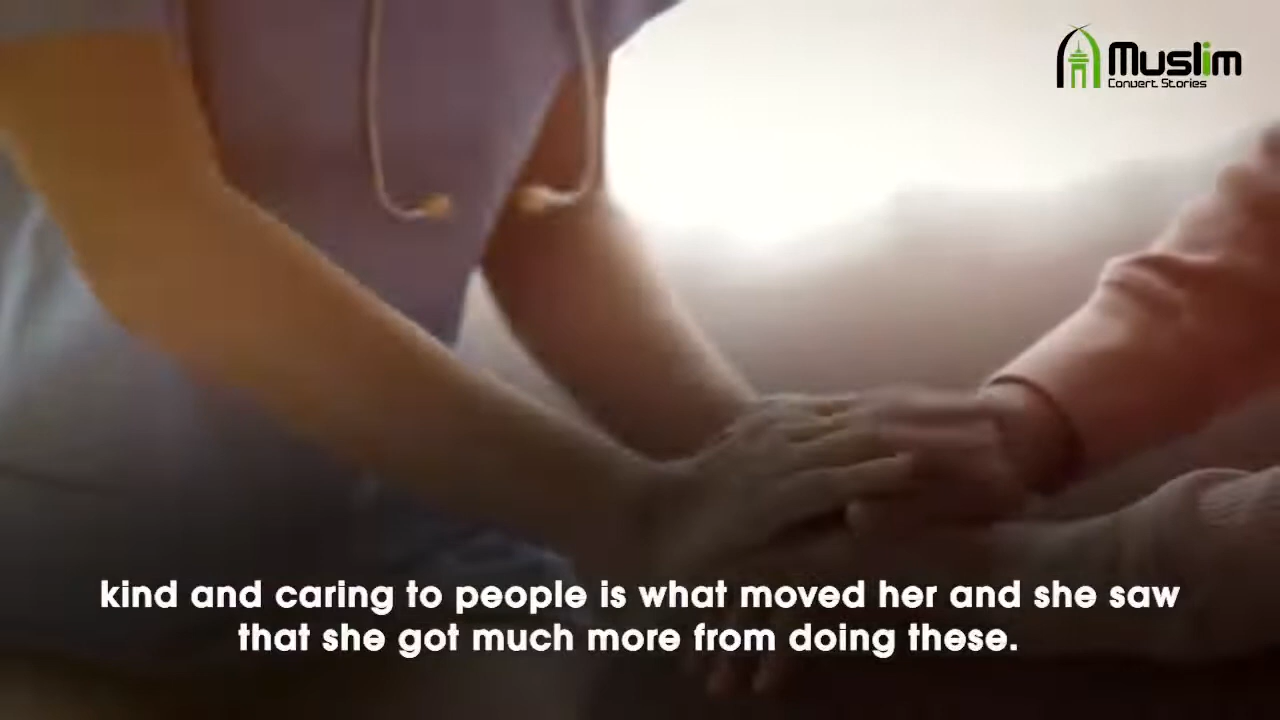 Muslim
Convert Stories
kind and caring to people is what moved her and she saw
that she got much more from doing these.